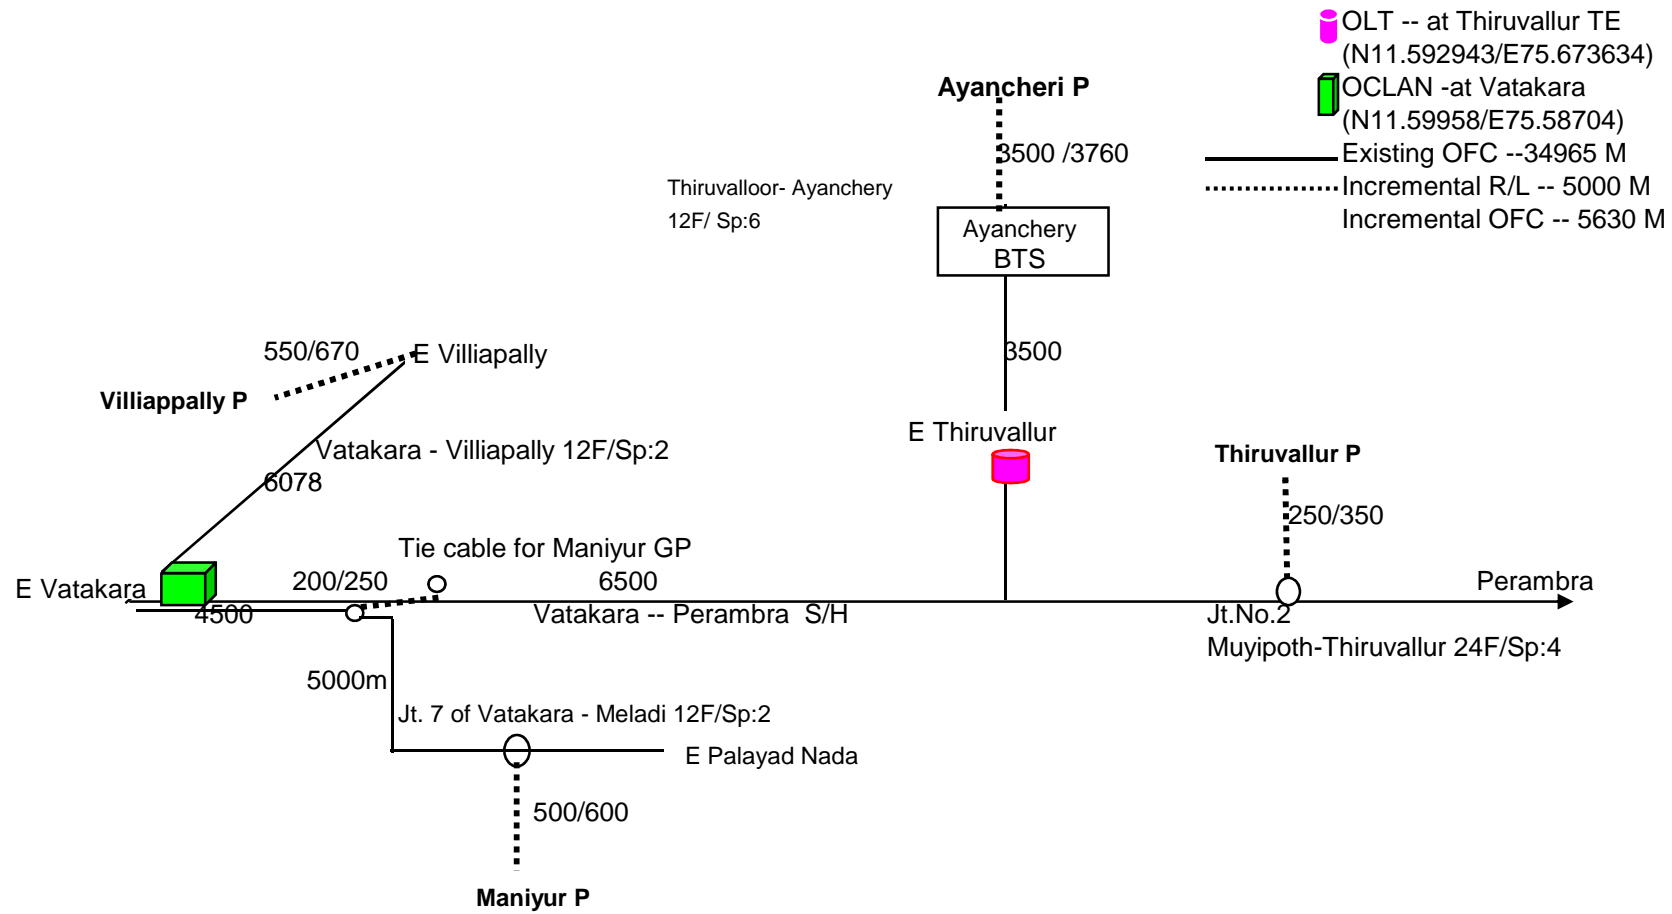 OLT -- at Thiruvallur TE
(N11.592943/E75.673634)
OCLAN -at Vatakara
(N11.59958/E75.58704)
Existing OFC --34965 M
Incremental R/L -- 5000 M
Incremental OFC -- 5630 M
Ayancheri P
3500 /3760
Thiruvalloor- Ayanchery
12F/ Sp:6
Ayanchery
BTS
3500
550/670
E Villiapally
Villiappally P
Vatakara - Villiapally 12F/Sp:2
6078
E Thiruvallur
Thiruvallur P
250/350
Tie cable for Maniyur GP
E Vatakara
200/250
6500
Perambra
4500
Vatakara -- Perambra  S/H
Jt.No.2
Muyipoth-Thiruvallur 24F/Sp:4
5000m
Jt. 7 of Vatakara - Meladi 12F/Sp:2
E Palayad Nada
500/600
Maniyur P